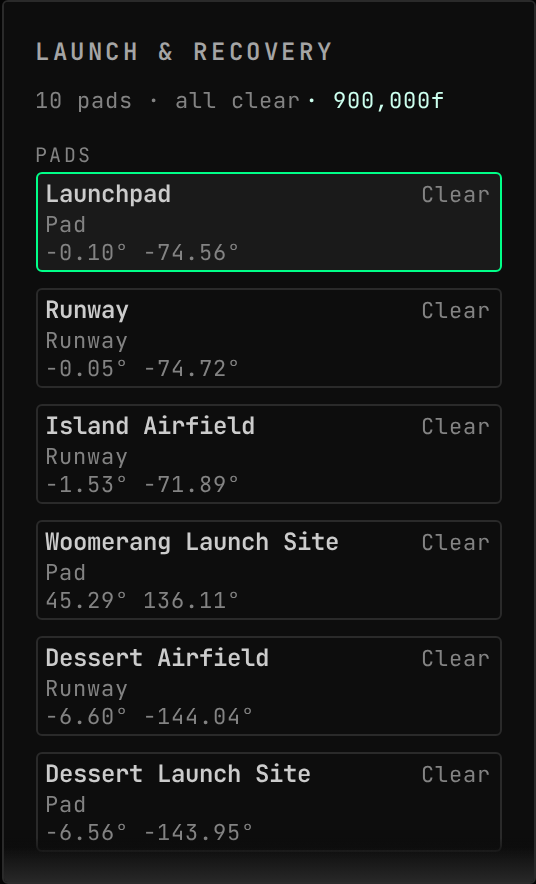 LAUNCH & RECOVERY
10 pads · all clear · 900,000f
PADS
Launchpad Clear
Pad
-0.10° -74.56°
Runway Clear
Runway
-0.05° -74.72°
Island Airfield Clear
Runway
-1.53° -71.89°
Woomerang Launch Site Clear
Pad
45.29° 136.11°
Dessert Airfield Clear
Runway
-6.60° -144.04°
Dessert Launch Site Clear
Pad
-6.56° -143.95°